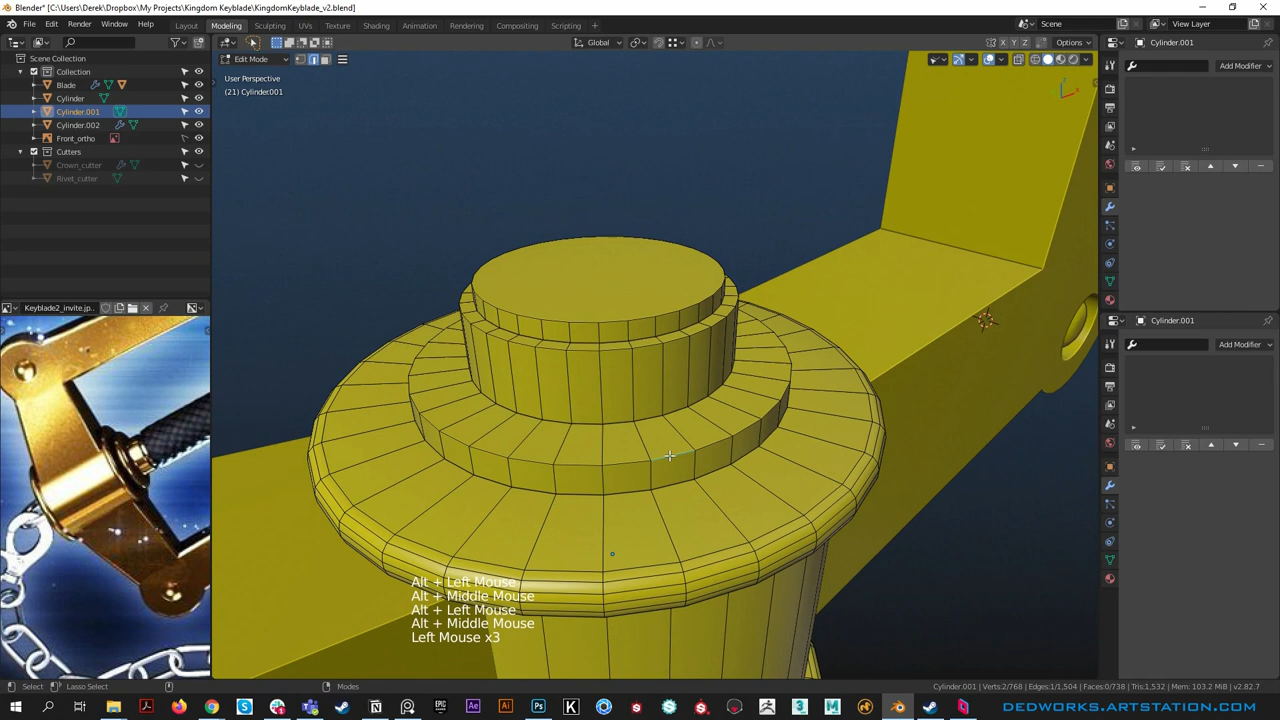 Blender* [C:\Users\Derek\Dropbox\My Projects\Kingdom Keyblade\KingdomKeyblade_v2.blend]
File Edit Render Window Help Layout Modeling Sculpting UVs Texture Shading Animation Rendering Compositing Scripting Scene View Layer
Global X Y Z Options Cylinder.001
Edit Mode
Scene Collection
Collection
Blade
Cylinder
Cylinder.001
Cylinder.002
Front_ortho
Cutters
Crown_cutter
Rivet_cutter
User Perspective
(21) Cylinder.001
Add Modifier
Keyblade2_invite.jp..
Cylinder.001
Add Modifier
Alt + Left Mouse
Alt + Middle Mouse
Alt + Left Mouse
Alt + Middle Mouse
Left Mouse x3
Select Lasso Select Modes Cylinder.001 | Verts:2/768 | Edges:1/1,504 | Faces:0/738 | Tris:1,532 | Mem: 103.2 MiB | v2.82.7
DEDWORKS.ARTSTATION.COM